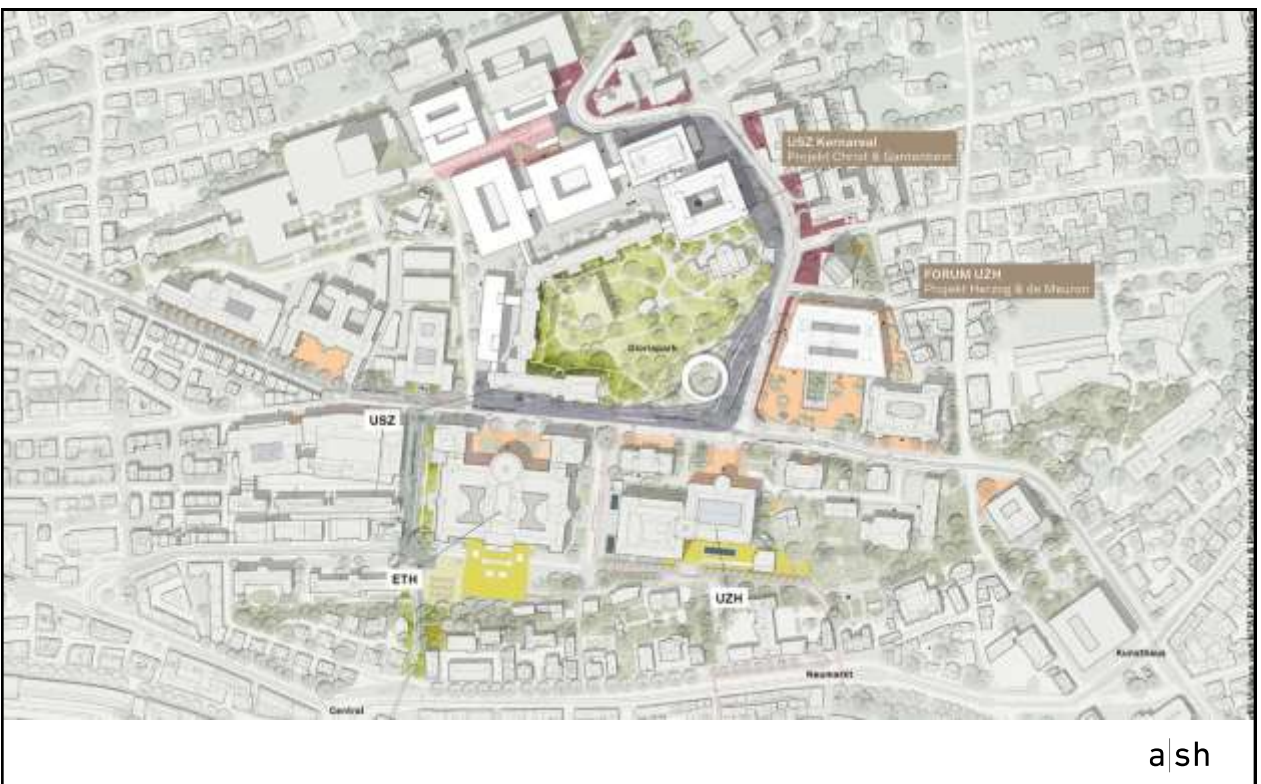 USZ Kernareal
Projekt Christ & Gantenbein
FORUM UZH
Projekt Herzog & de Meuron
Gloriapark
USZ
ETH
UZH
Kunsthaus
Neumarkt
Central
a|sh